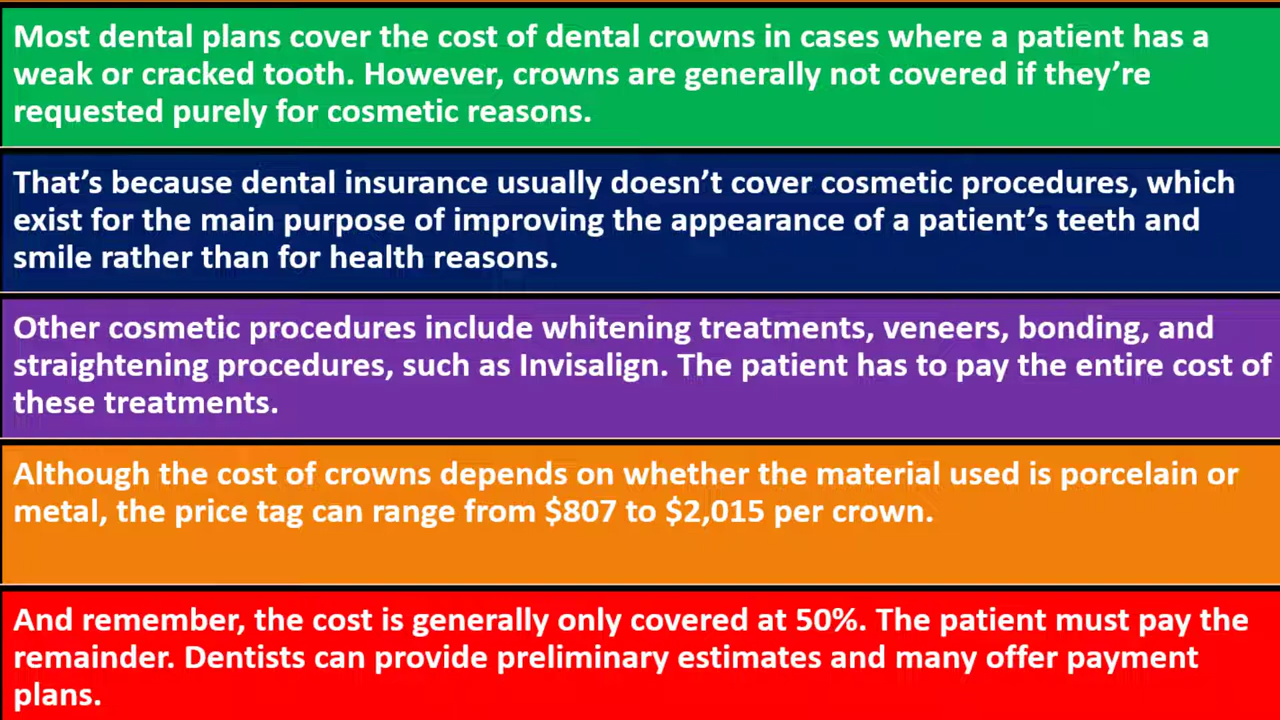 Most dental plans cover the cost of dental crowns in cases where a patient has a
weak or cracked tooth. However, crowns are generally not covered if they’re
requested purely for cosmetic reasons.
That’s because dental insurance usually doesn’t cover cosmetic procedures, which
exist for the main purpose of improving the appearance of a patient’s teeth and
smile rather than for health reasons.
Other cosmetic procedures include whitening treatments, veneers, bonding, and
straightening procedures, such as Invisalign. The patient has to pay the entire cost of
these treatments.
Although the cost of crowns depends on whether the material used is porcelain or
metal, the price tag can range from $807 to $2,015 per crown.
And remember, the cost is generally only covered at 50%. The patient must pay the
remainder. Dentists can provide preliminary estimates and many offer payment
plans.